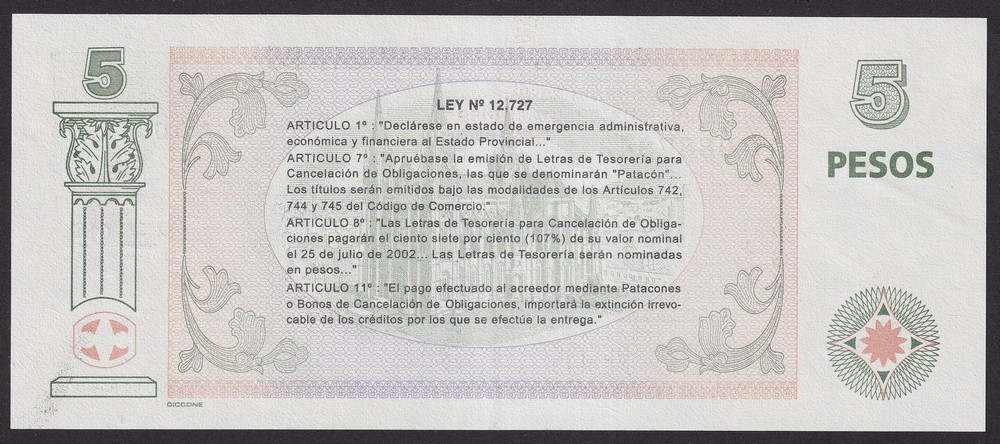 5
5
PESOS
LEY Nº 12.727
ARTICULO 1º : "Declárese en estado de emergencia administrativa,
económica y financiera al Estado Provincial..."
ARTICULO 7º : "Apruébase la emisión de Letras de Tesorería para
Cancelación de Obligaciones, las que se denominarán "Patacón"...
Los títulos serán emitidos bajo las modalidades de los Artículos 742,
744 y 745 del Código de Comercio."
ARTICULO 8º : "Las Letras de Tesorería para Cancelación de Obliga-
ciones pagarán el ciento siete por ciento (107%) de su valor nominal
el 25 de julio de 2002... Las Letras de Tesorería serán nominadas
en pesos..."
ARTICULO 11º : "El pago efectuado al acreedor mediante Patacones
o Bonos de Cancelación de Obligaciones, importará la extinción irrevo-
cable de los créditos por los que se efectúe la entrega."
CICCONE